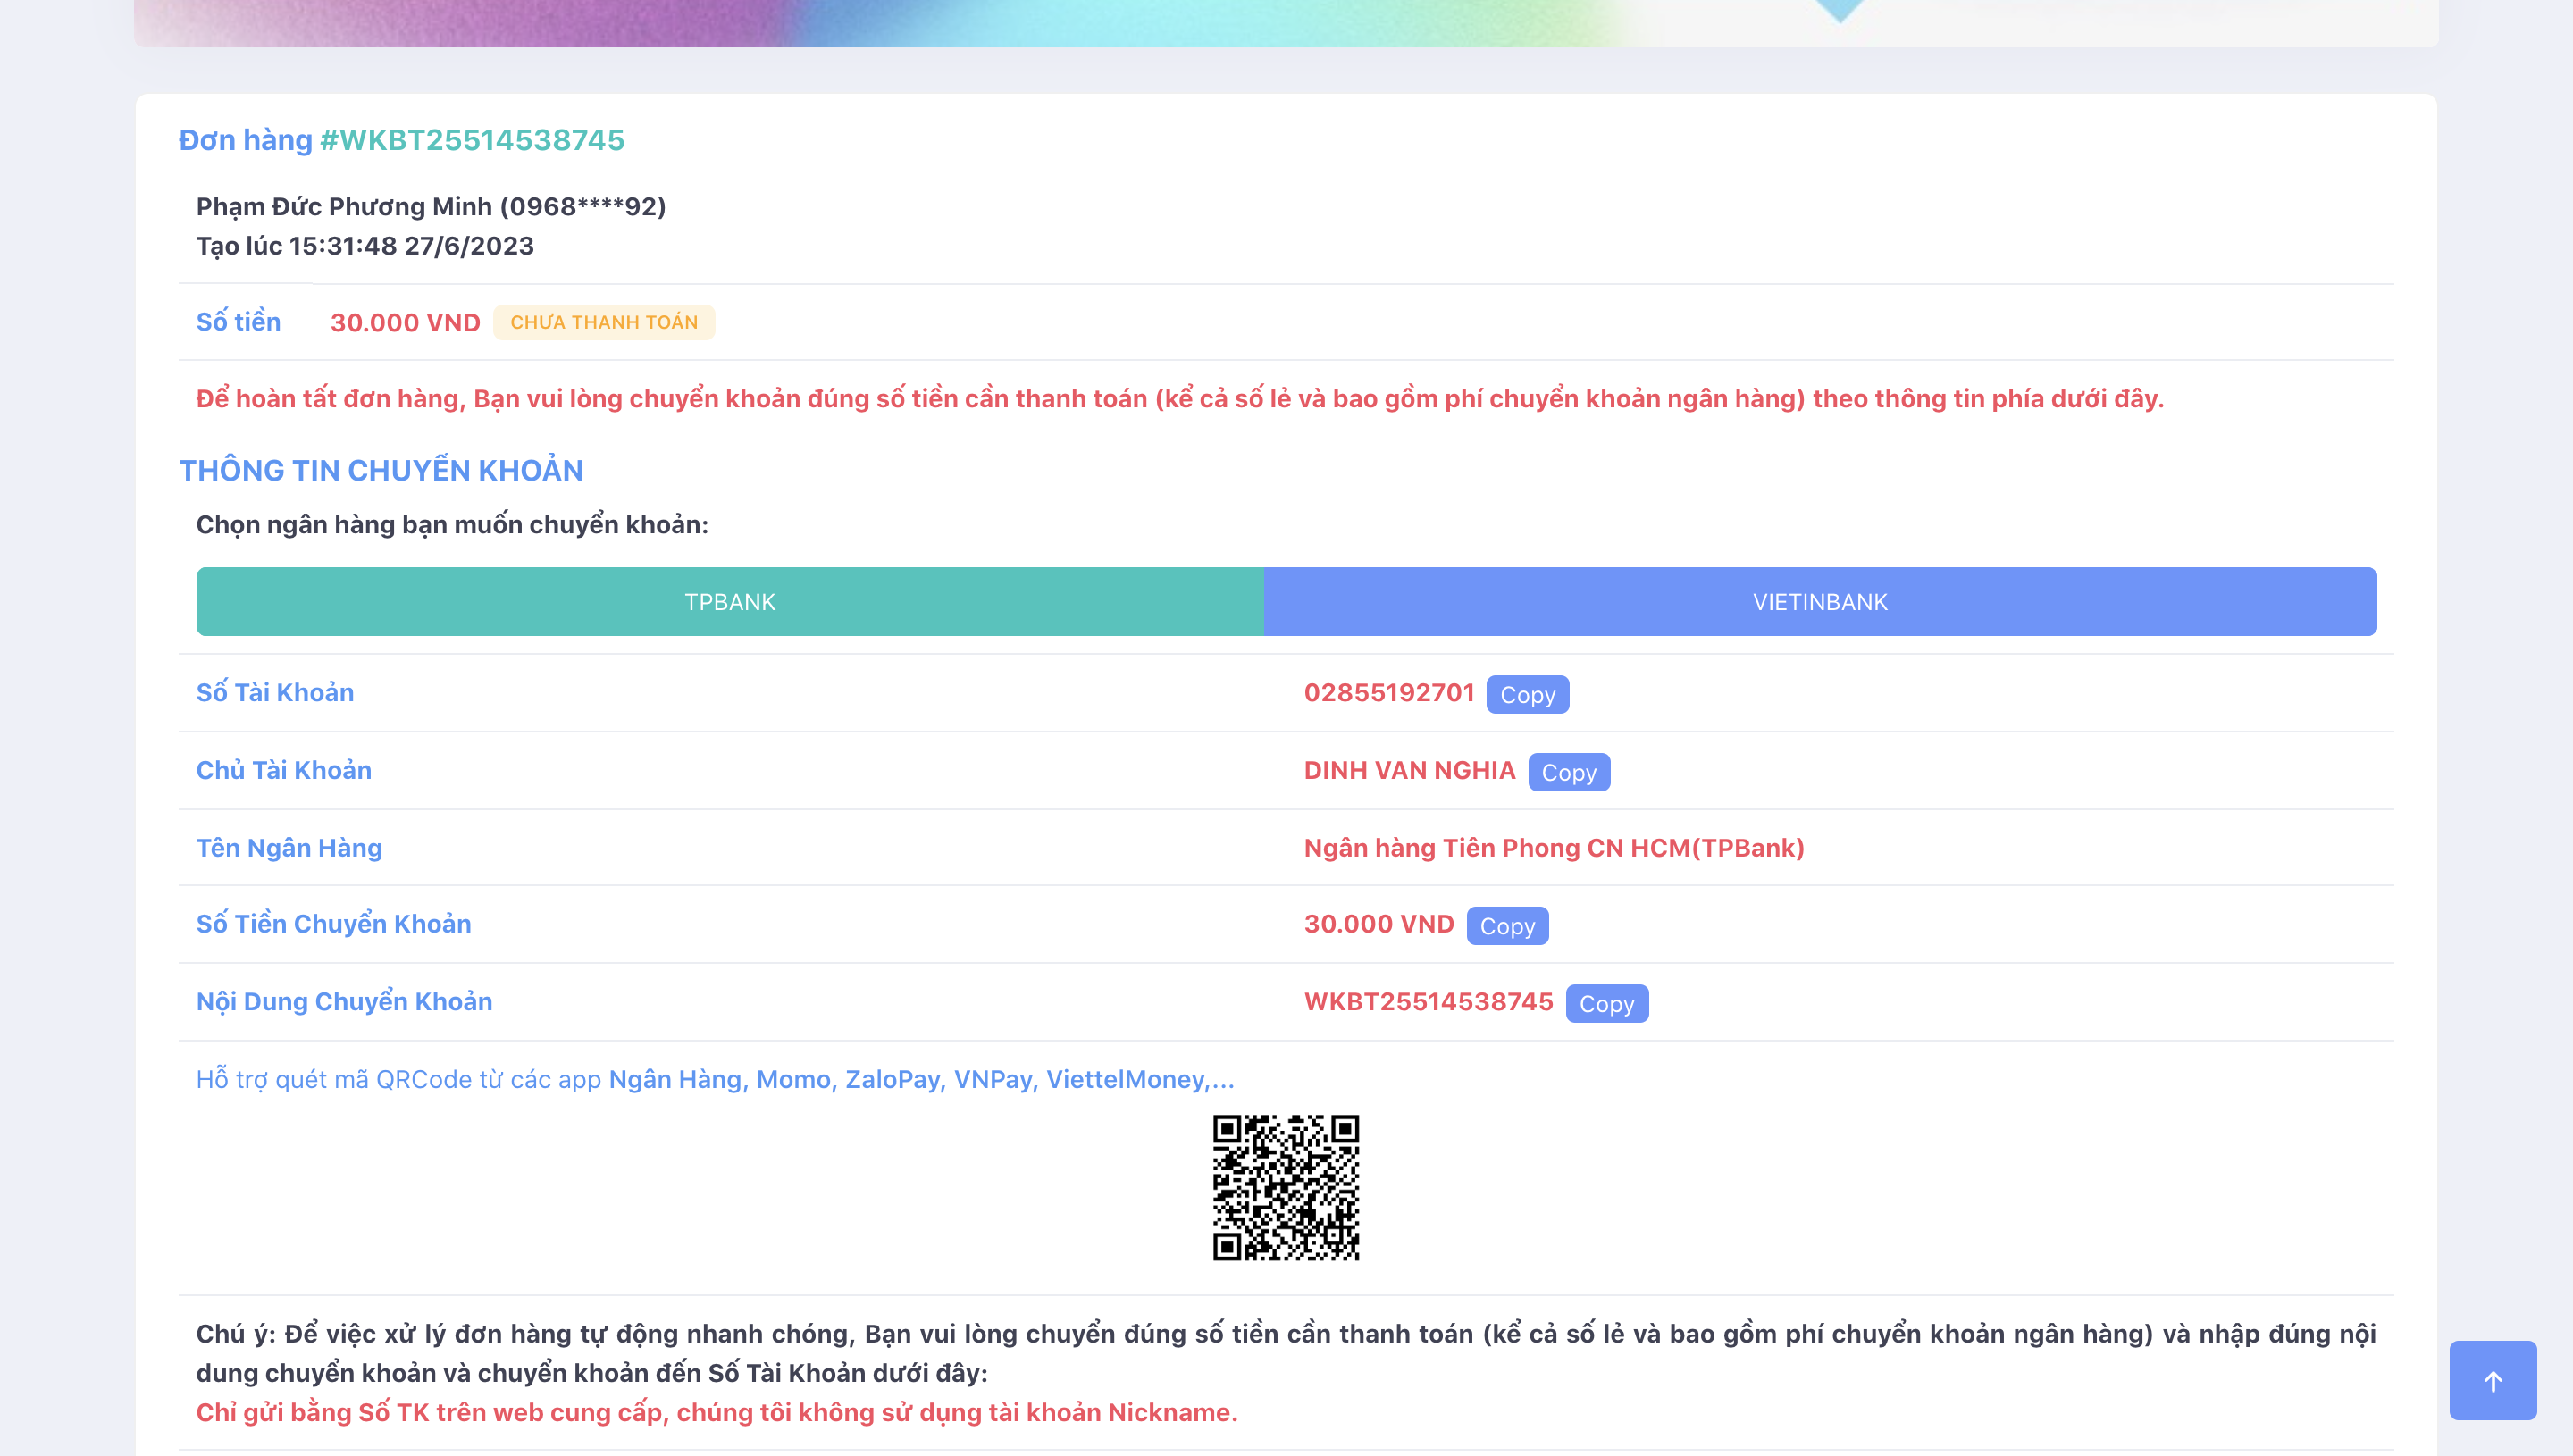 Đơn hàng #WKBT25514538745
Phạm Đức Phương Minh (0968****92)
Tạo lúc 15:31:48 27/6/2023
Số tiền 30.000 VND CHƯA THANH TOÁN
Để hoàn tất đơn hàng, Bạn vui lòng chuyển khoản đúng số tiền cần thanh toán (kể cả số lẻ và bao gồm phí chuyển khoản ngân hàng) theo thông tin phía dưới đây.
THÔNG TIN CHUYỂN KHOẢN
Chọn ngân hàng bạn muốn chuyển khoản:
TPBANK VIETINBANK
Số Tài Khoản 02855192701 Copy
Chủ Tài Khoản DINH VAN NGHIA Copy
Tên Ngân Hàng Ngân hàng Tiên Phong CN HCM(TPBank)
Số Tiền Chuyển Khoản 30.000 VND Copy
Nội Dung Chuyển Khoản WKBT25514538745 Copy
Hỗ trợ quét mã QRCode từ các app Ngân Hàng, Momo, ZaloPay, VNPay, ViettelMoney,...
Chú ý: Để việc xử lý đơn hàng tự động nhanh chóng, Bạn vui lòng chuyển đúng số tiền cần thanh toán (kể cả số lẻ và bao gồm phí chuyển khoản ngân hàng) và nhập đúng nội
dung chuyển khoản và chuyển khoản đến Số Tài Khoản dưới đây:
Chỉ gửi bằng Số TK trên web cung cấp, chúng tôi không sử dụng tài khoản Nickname.